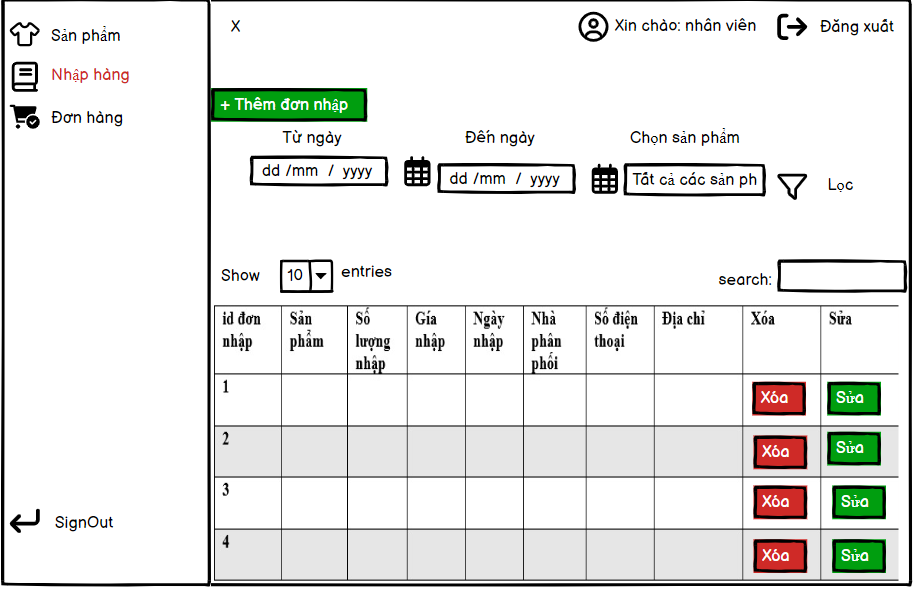 Sản phẩm
Nhập hàng
Đơn hàng
SignOut
X
Xin chào: nhân viên
Đăng xuất
+ Thêm đơn nhập
Từ ngày
Đến ngày
Chọn sản phẩm
dd /mm / yyyy
dd /mm / yyyy
Tất cả các sản ph
Lọc
Show 10 entries
search:
id đơn nhập
Sản phẩm
Số lượng nhập
Gía nhập
Ngày nhập
Nhà phân phối
Số điện thoại
Địa chỉ
Xóa
Sửa
1 Xóa Sửa
2 Xóa Sửa
3 Xóa Sửa
4 Xóa Sửa